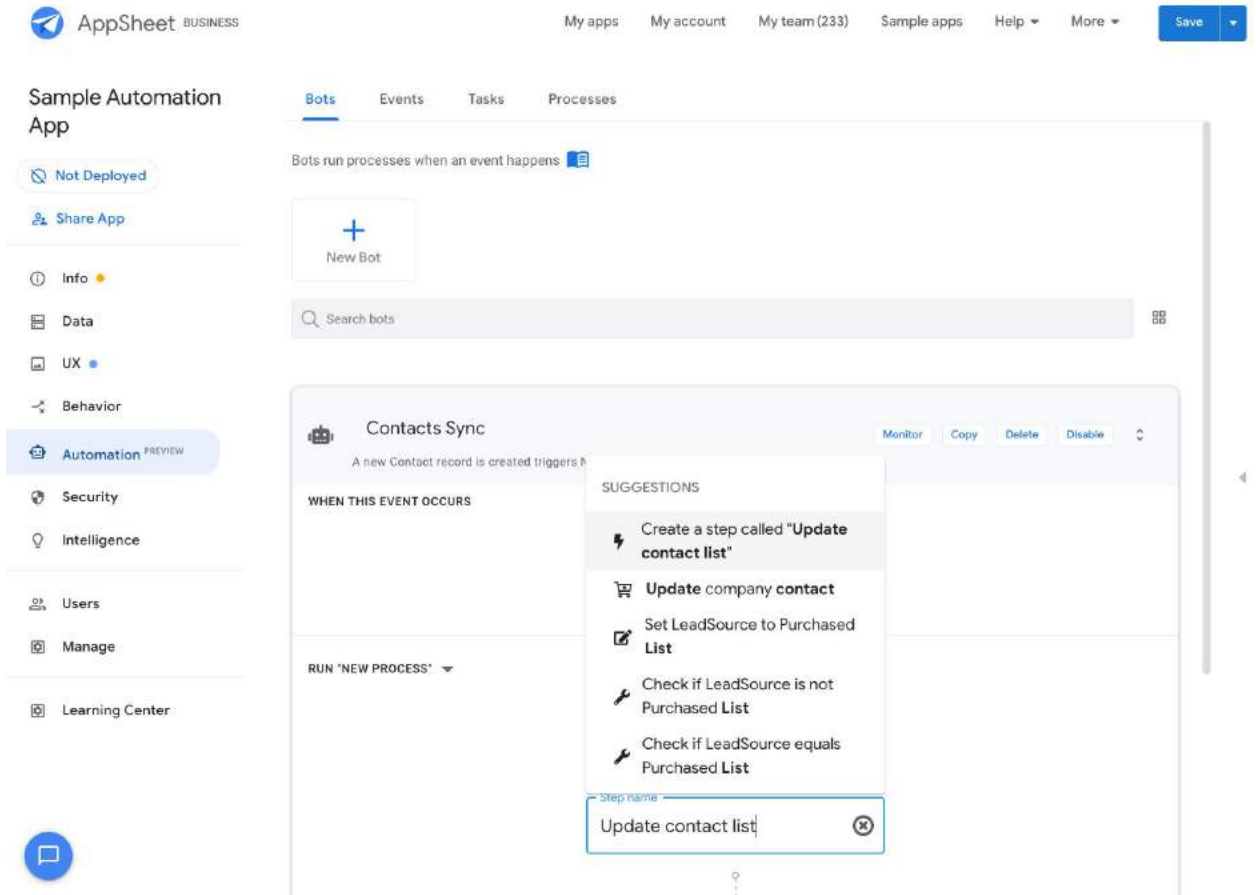 AppSheet BUSINESS
My apps My account My team (233) Sample apps Help More Save
Sample Automation
App
Not Deployed
Share App
Info
Data
UX
Behavior
Automation PREVIEW
Security
Intelligence
Users
Manage
Learning Center
Bots Events Tasks Processes
Bots run processes when an event happens
New Bot
Search bots
Contacts Sync
Monitor Copy Delete Disable
A new Contact record is created triggers
WHEN THIS EVENT OCCURS
RUN "NEW PROCESS"
SUGGESTIONS
Create a step called "Update
contact list"
Update company contact
Set LeadSource to Purchased
List
Check if LeadSource is not
Purchased List
Check if LeadSource equals
Purchased List
Step name
Update contact list